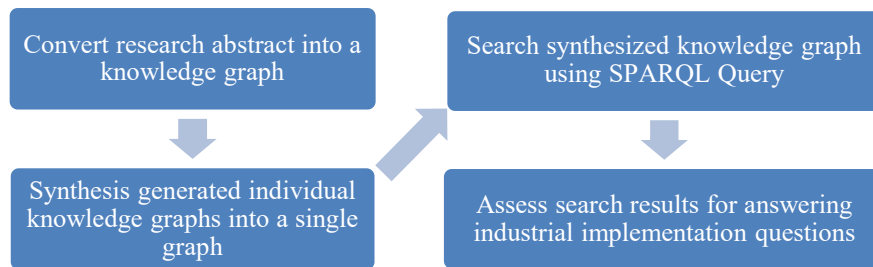 Convert research abstract into a
knowledge graph
Synthesis generated individual
knowledge graphs into a single
graph
Search synthesized knowledge graph
using SPARQL Query
Assess search results for answering
industrial implementation questions